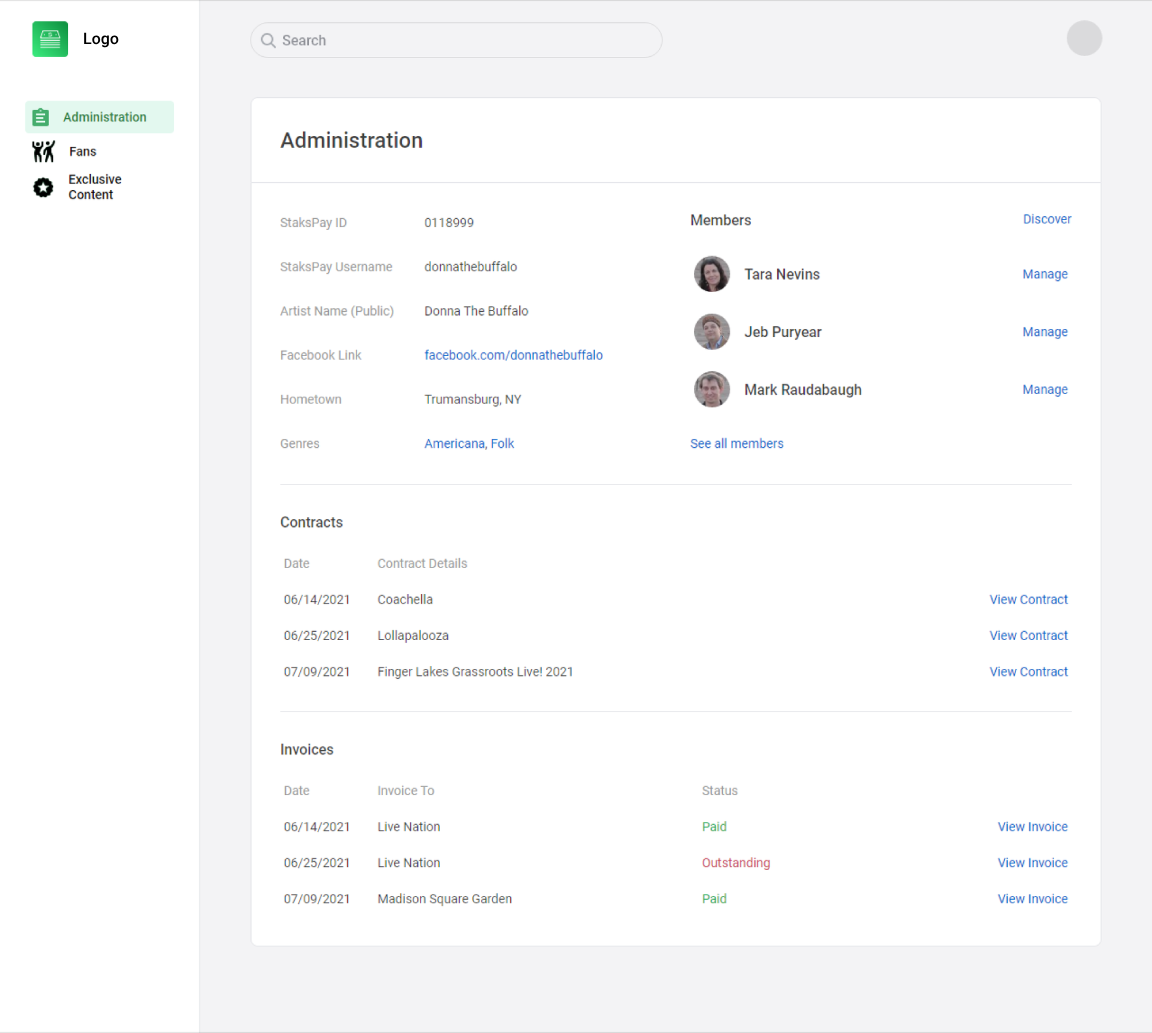 Logo
Search
Administration
Fans
Exclusive
Content
Administration
StaksPay ID 0118999
StaksPay Username donnathebuffalo
Artist Name (Public) Donna The Buffalo
Facebook Link facebook.com/donnathebuffalo
Hometown Trumansburg, NY
Genres Americana, Folk
Members Discover
Tara Nevins Manage
Jeb Puryear Manage
Mark Raudabaugh Manage
See all members
Contracts
Date Contract Details
06/14/2021 Coachella View Contract
06/25/2021 Lollapalooza View Contract
07/09/2021 Finger Lakes Grassroots Live! 2021 View Contract
Invoices
Date Invoice To Status
06/14/2021 Live Nation Paid View Invoice
06/25/2021 Live Nation Outstanding View Invoice
07/09/2021 Madison Square Garden Paid View Invoice